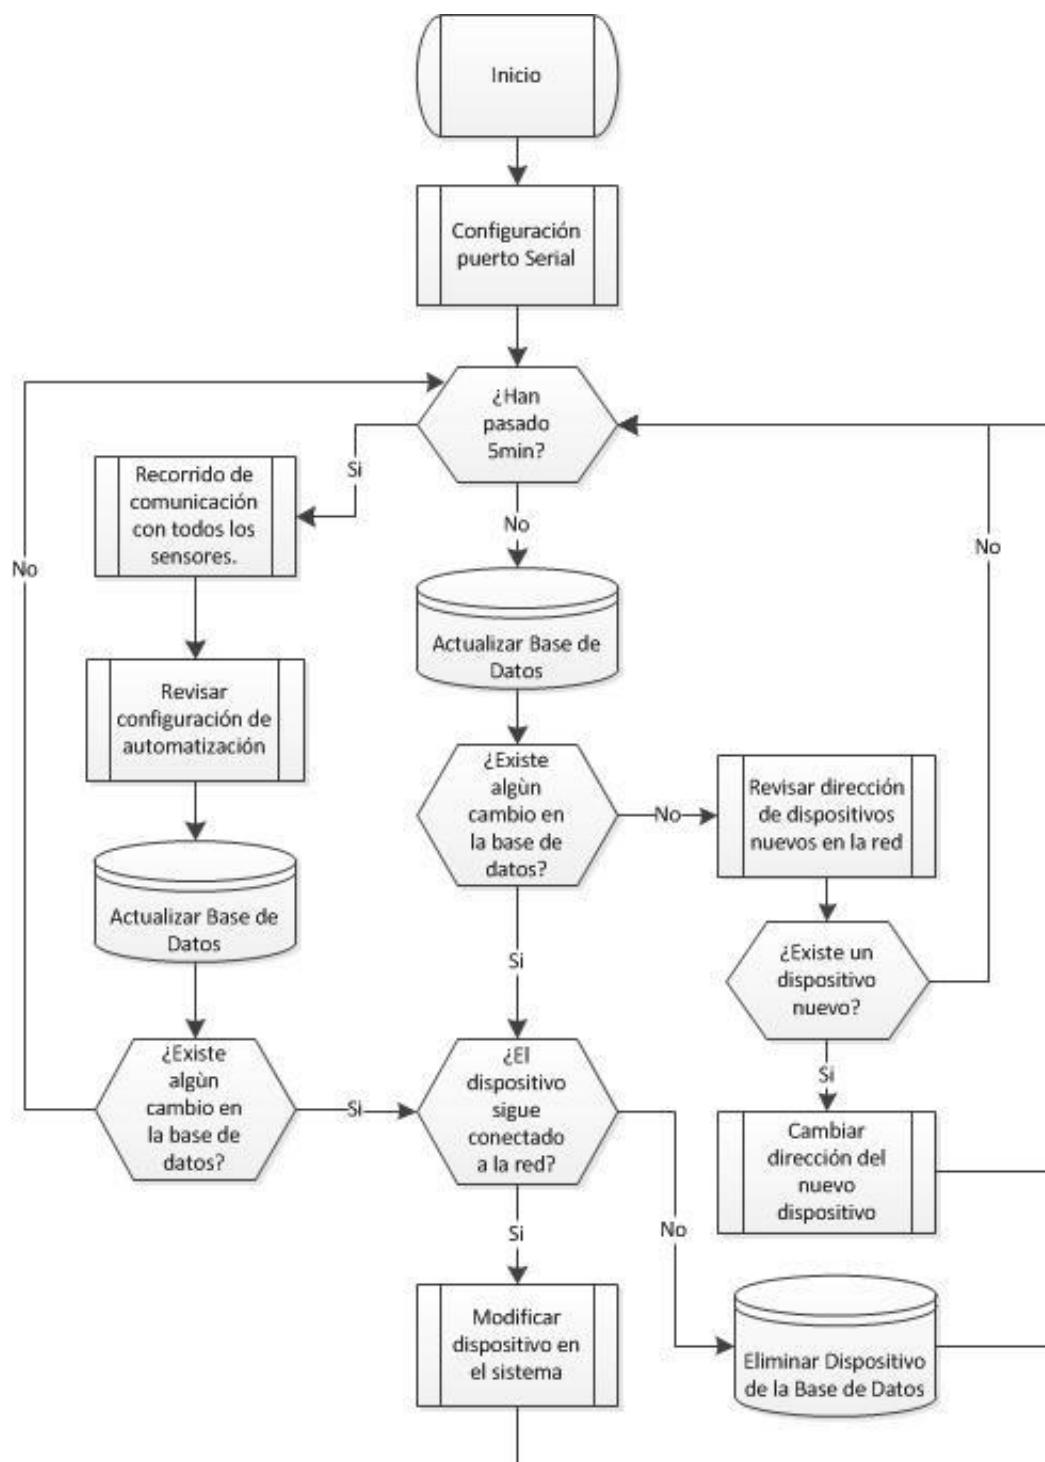 Inicio
Configuración
puerto Serial
¿Han
pasado
5min?
Si
No
Recorrido de
comunicación
con todos los
sensores.
No
No
Actualizar Base de
Datos
Revisar
configuración de
automatización
¿Existe
algùn
cambio en
la base de
datos?
No
Revisar dirección
de dispositivos
nuevos en la red
Actualizar Base de
Datos
Si
¿Existe un
dispositivo
nuevo?
¿Existe
algùn
cambio en
la base de
datos?
Si
¿El
dispositivo
sigue
conectado
a la red?
Si
Cambiar
dirección del
nuevo
dispositivo
Si
No
Modificar
dispositivo en
el sistema
Eliminar Dispositivo
de la Base de Datos